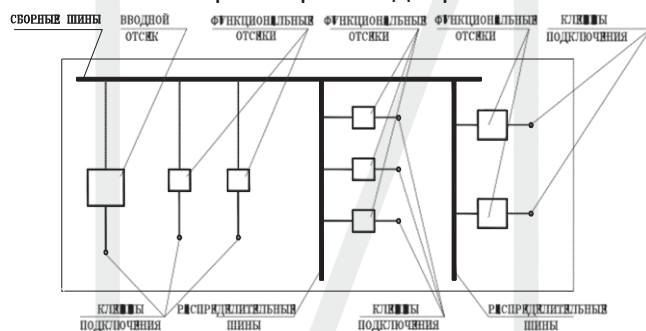 СБОРНЫЕ ШИНЫ
ВВОДНОЙ
ОТСЕК
ФУНКЦИОНАЛЬНЫЕ
ОТСЕКИ
ФУНКЦИОНАЛЬНЫЕ
ОТСЕКИ
ФУНКЦИОНАЛЬНЫЕ
ОТСЕКИ
КЛЕММЫ
ПОДКЛЮЧЕНИЯ
КЛЕММЫ
ПОДКЛЮЧЕНИЯ
РАСПРЕДЕЛИТЕЛЬНЫЕ
ШИНЫ
КЛЕММЫ
ПОДКЛЮЧЕНИЯ
РАСПРЕДЕЛИТЕЛЬНЫЕ
ШИНЫ